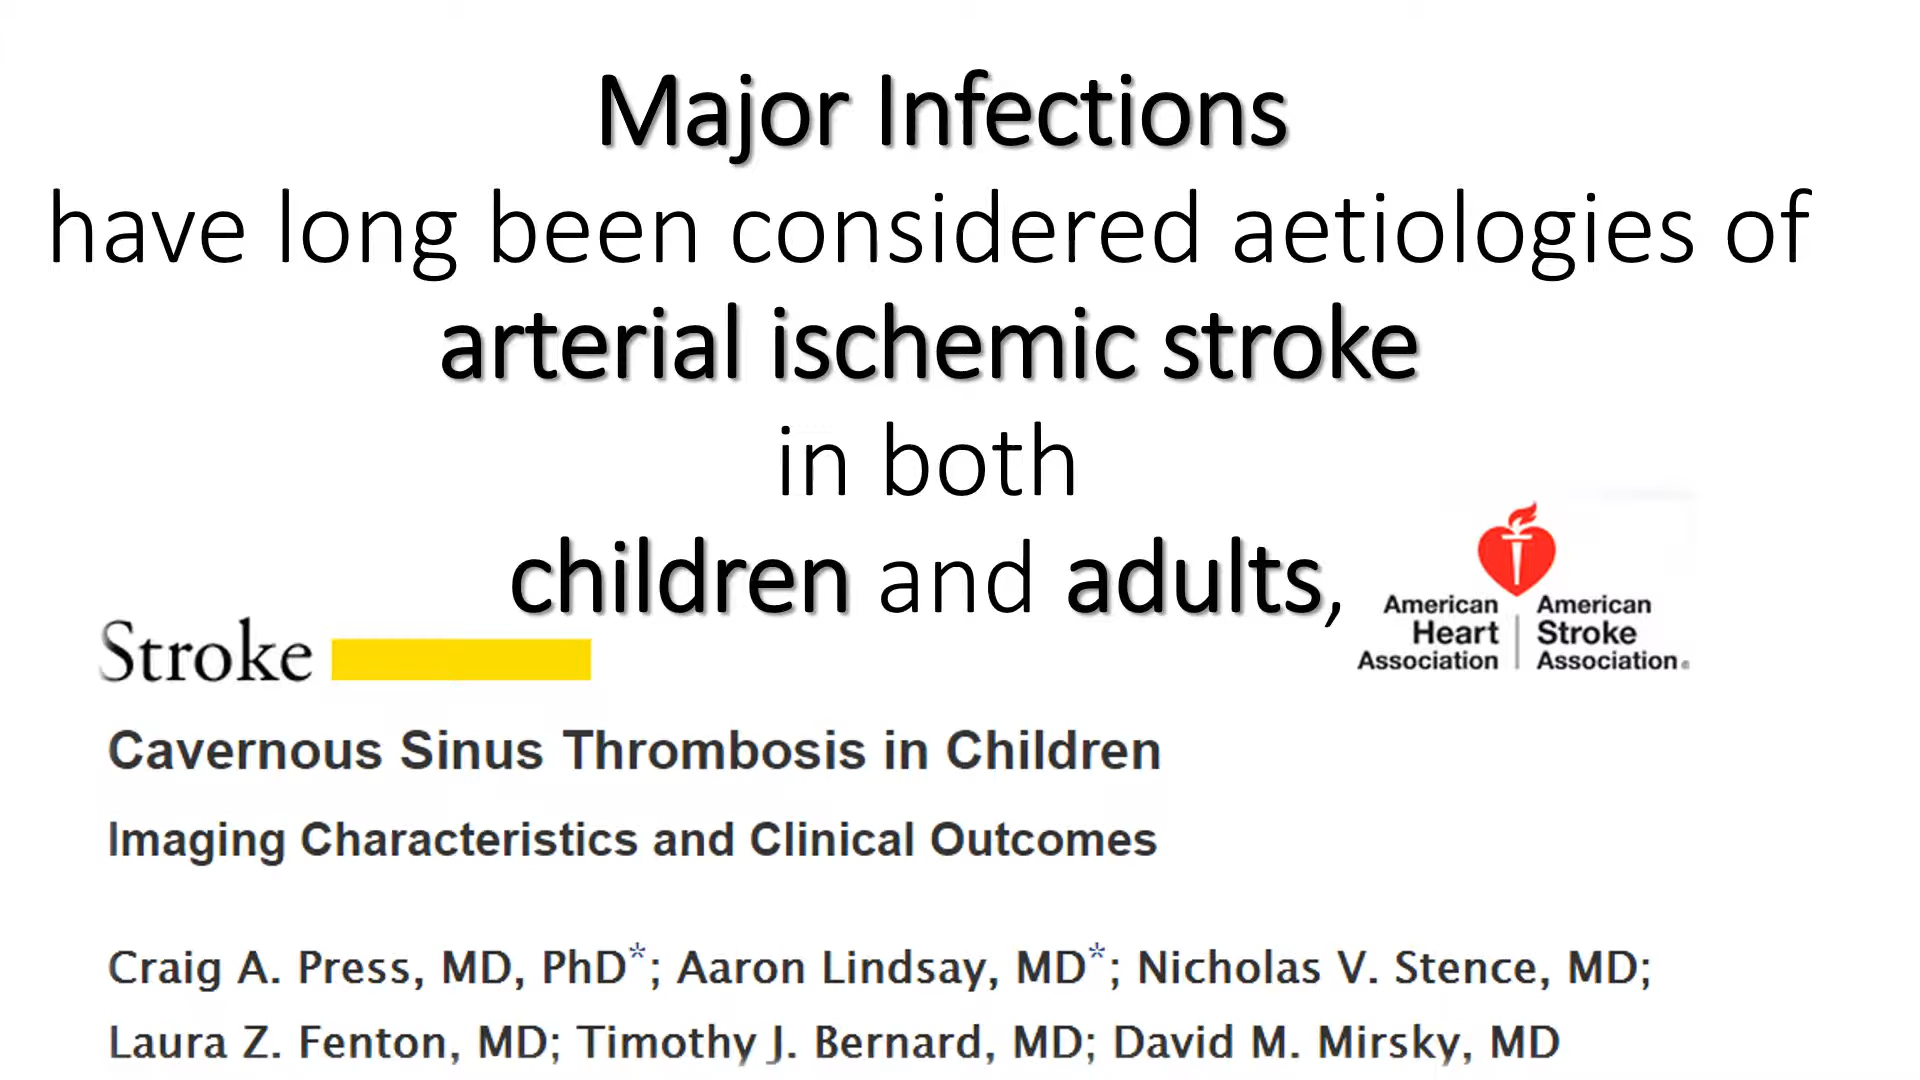 Major Infections
have long been considered aetiologies of
arterial ischemic stroke
in both
children and adults,
American Heart Association
American Stroke Association®
Stroke
Cavernous Sinus Thrombosis in Children
Imaging Characteristics and Clinical Outcomes
Craig A. Press, MD, PhD*; Aaron Lindsay, MD*; Nicholas V. Stence, MD;
Laura Z. Fenton, MD; Timothy J. Bernard, MD; David M. Mirsky, MD